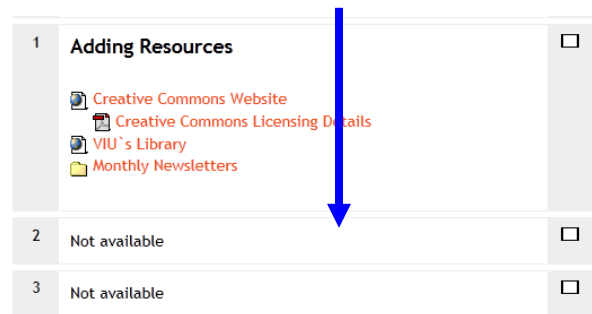 1 Adding Resources
Creative Commons Website
Creative Commons Licensing Details
VIU`s Library
Monthly Newsletters
2 Not available
3 Not available